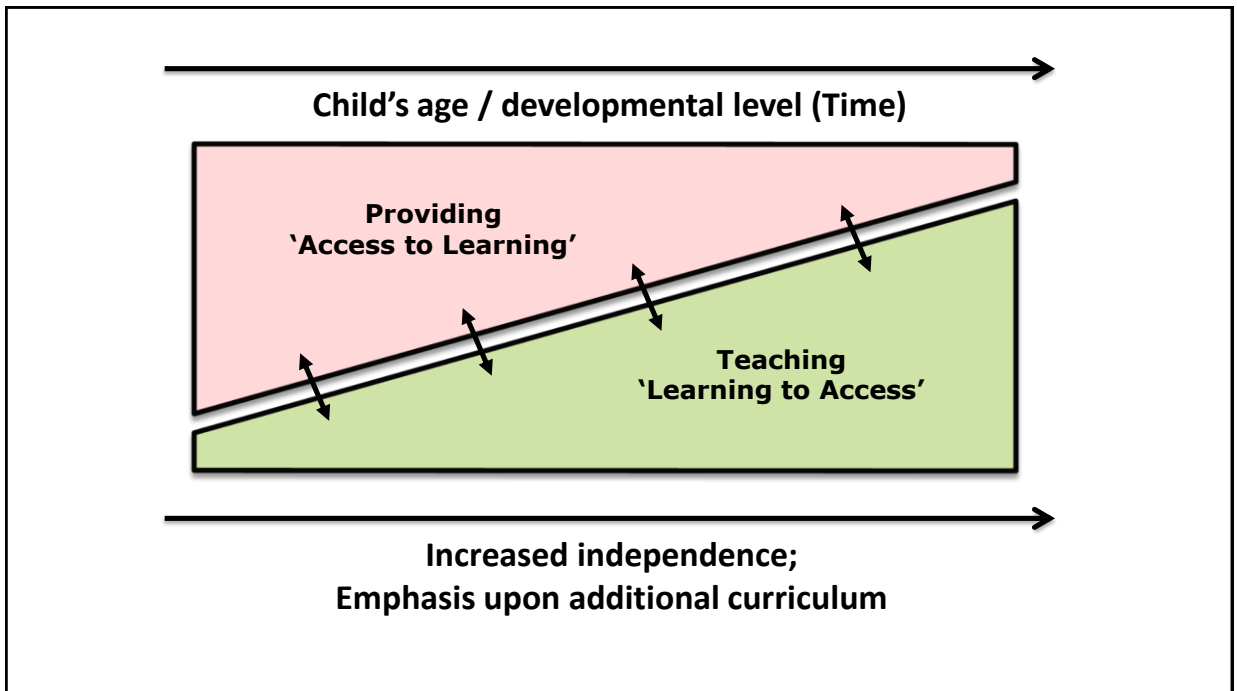 Child’s age / developmental level (Time)
Providing
‘Access to Learning’
Teaching
‘Learning to Access’
Increased independence;
Emphasis upon additional curriculum